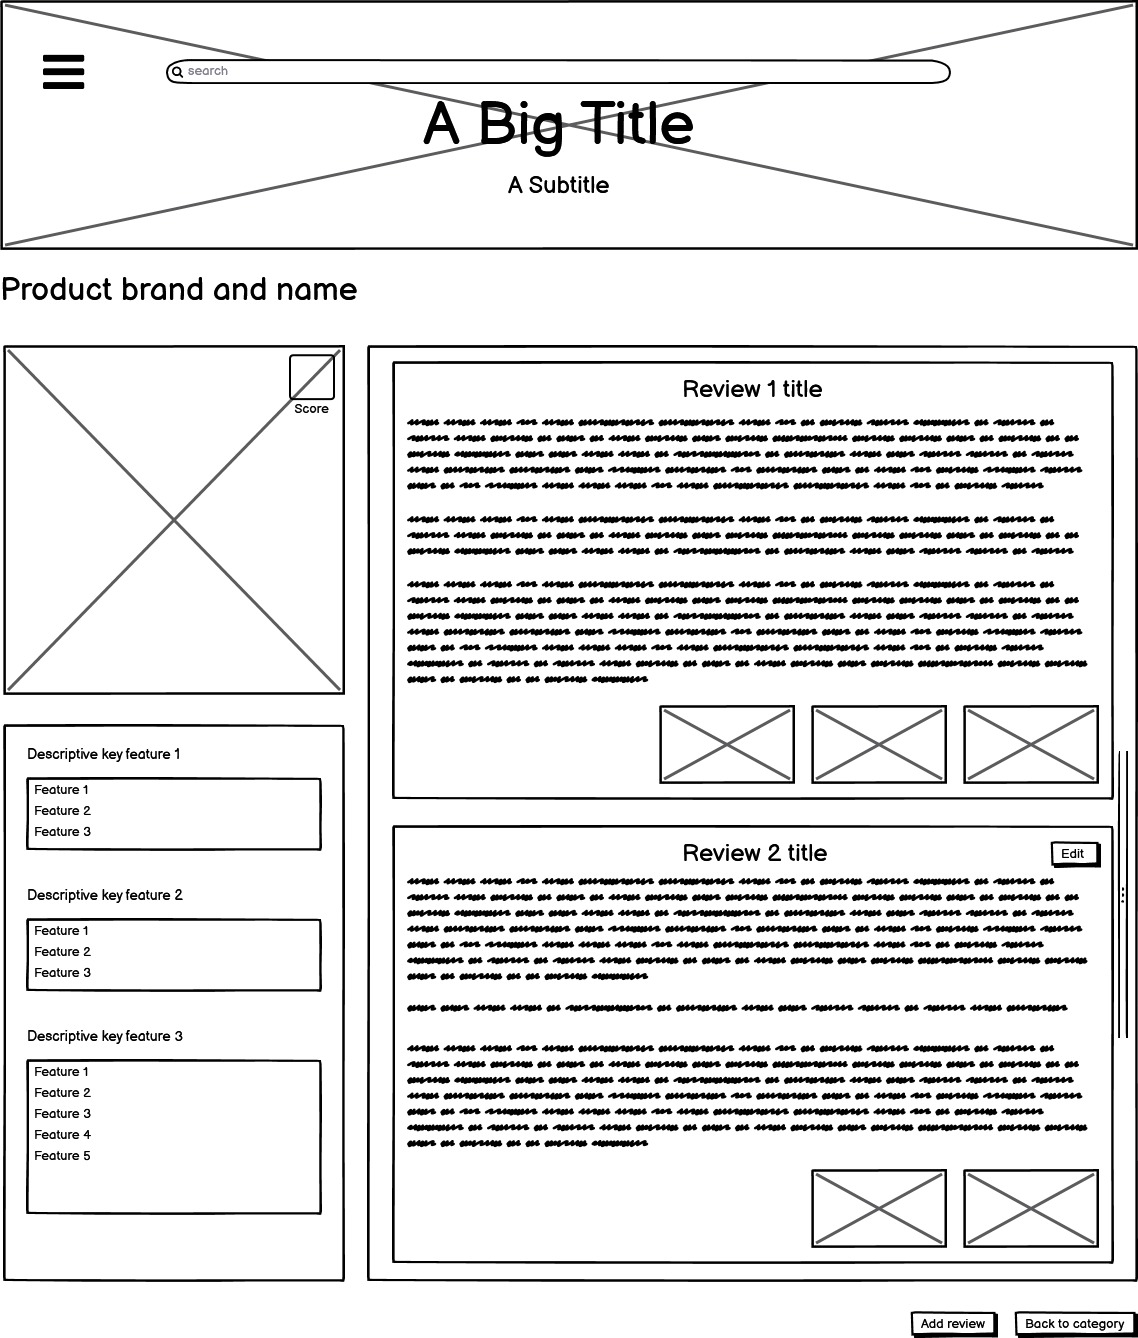 search
A Big Title
A Subtitle
Product brand and name
Score
Descriptive key feature 1
Feature 1
Feature 2
Feature 3
Descriptive key feature 2
Feature 1
Feature 2
Feature 3
Descriptive key feature 3
Feature 1
Feature 2
Feature 3
Feature 4
Feature 5
Review 1 title
Review 2 title
Edit
Add review
Back to category